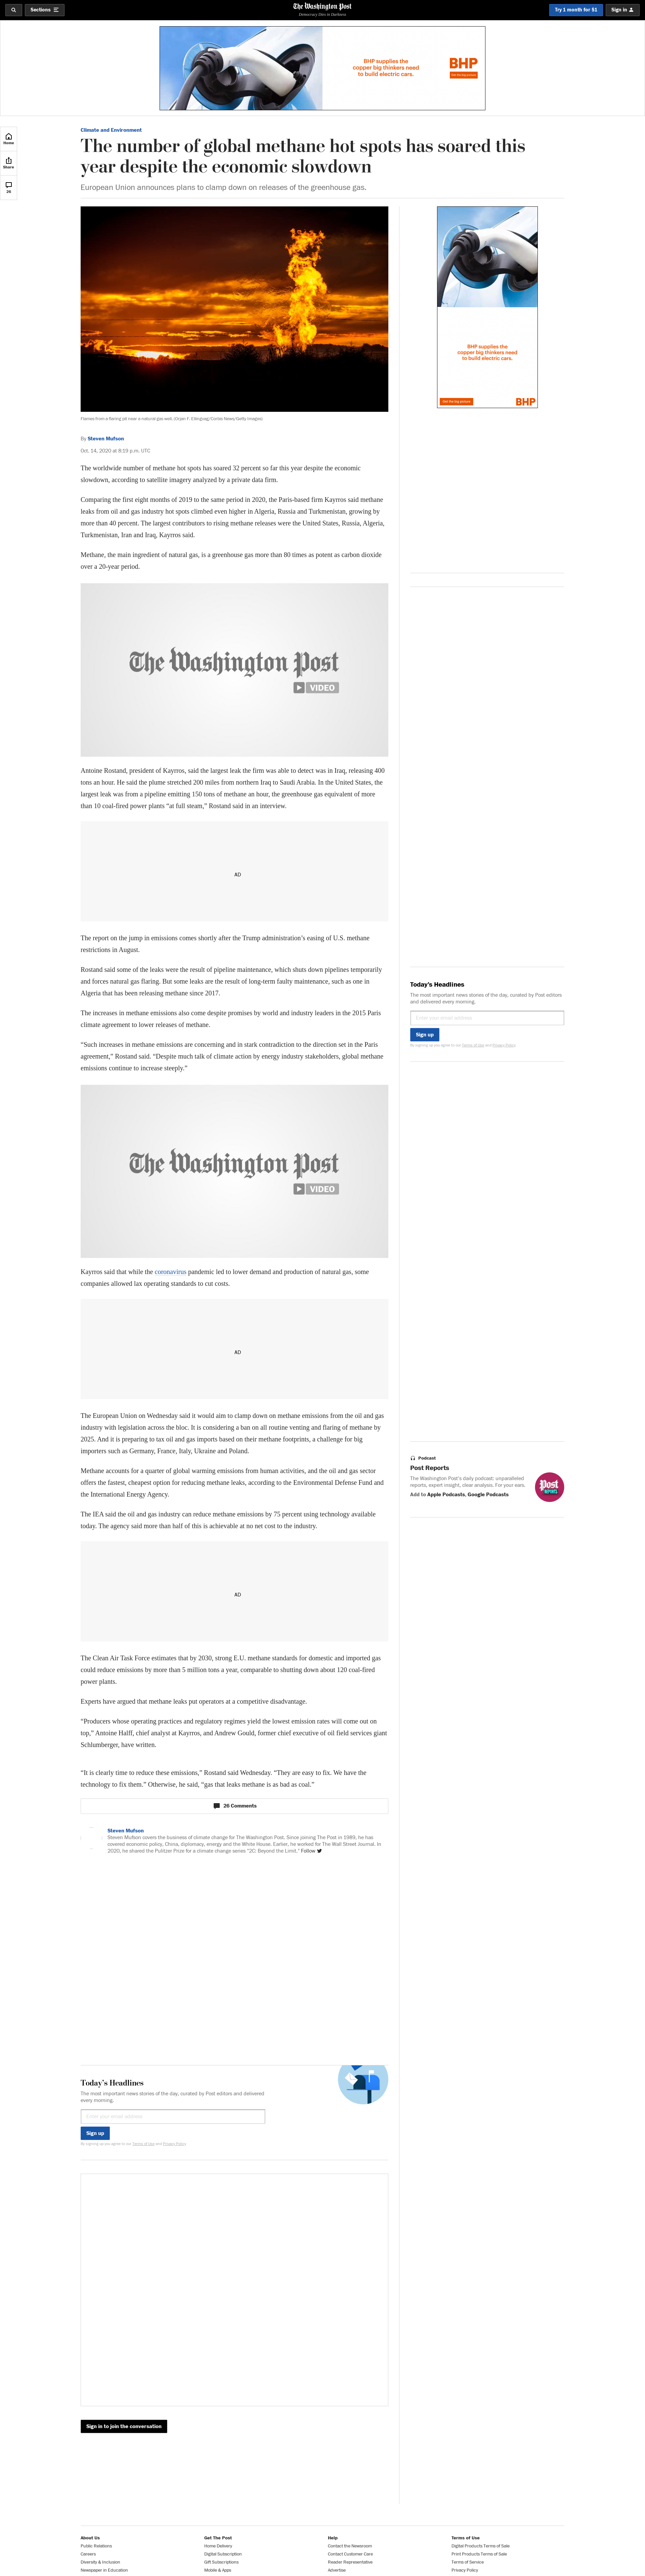 Sections
The Washington Post
Democracy Dies in Darkness
Try 1 month for $1
Sign in
BHP supplies the
copper big thinkers need
to build electric cars.
BHP
See the big picture
Home
Share
26
Climate and Environment
The number of global methane hot spots has soared this
year despite the economic slowdown
European Union announces plans to clamp down on releases of the greenhouse gas.
BHP supplies the
copper big thinkers need
to build electric cars.
See the big picture
BHP
Flames from a flaring pit near a natural gas well. (Orjan F. Ellingvag/Corbis News/Getty Images)
By Steven Mufson
Oct. 14, 2020 at 8:19 p.m. UTC
The worldwide number of methane hot spots has soared 32 percent so far this year despite the economic
slowdown, according to satellite imagery analyzed by a private data firm.
Comparing the first eight months of 2019 to the same period in 2020, the Paris-based firm Kayrros said methane
leaks from oil and gas industry hot spots climbed even higher in Algeria, Russia and Turkmenistan, growing by
more than 40 percent. The largest contributors to rising methane releases were the United States, Russia, Algeria,
Turkmenistan, Iran and Iraq, Kayrros said.
Methane, the main ingredient of natural gas, is a greenhouse gas more than 80 times as potent as carbon dioxide
over a 20-year period.
The Washington Post
VIDEO
Antoine Rostand, president of Kayrros, said the largest leak the firm was able to detect was in Iraq, releasing 400
tons an hour. He said the plume stretched 200 miles from northern Iraq to Saudi Arabia. In the United States, the
largest leak was from a pipeline emitting 150 tons of methane an hour, the greenhouse gas equivalent of more
than 10 coal-fired power plants “at full steam,” Rostand said in an interview.
AD
The report on the jump in emissions comes shortly after the Trump administration’s easing of U.S. methane
restrictions in August.
Rostand said some of the leaks were the result of pipeline maintenance, which shuts down pipelines temporarily
and forces natural gas flaring. But some leaks are the result of long-term faulty maintenance, such as one in
Algeria that has been releasing methane since 2017.
The increases in methane emissions also come despite promises by world and industry leaders in the 2015 Paris
climate agreement to lower releases of methane.
“Such increases in methane emissions are concerning and in stark contradiction to the direction set in the Paris
agreement,” Rostand said. “Despite much talk of climate action by energy industry stakeholders, global methane
emissions continue to increase steeply.”
Today’s Headlines
The most important news stories of the day, curated by Post editors
and delivered every morning.
Enter your email address
Sign up
By signing up you agree to our Terms of Use and Privacy Policy
The Washington Post
VIDEO
Kayrros said that while the coronavirus pandemic led to lower demand and production of natural gas, some
companies allowed lax operating standards to cut costs.
AD
The European Union on Wednesday said it would aim to clamp down on methane emissions from the oil and gas
industry with legislation across the bloc. It is considering a ban on all routine venting and flaring of methane by
2025. And it is preparing to tax oil and gas imports based on their methane footprints, a challenge for big
importers such as Germany, France, Italy, Ukraine and Poland.
Podcast
Post Reports
The Washington Post’s daily podcast: unparalleled
reports, expert insight, clear analysis. For your ears.
Add to Apple Podcasts, Google Podcasts
Post
REPORTS
Methane accounts for a quarter of global warming emissions from human activities, and the oil and gas sector
offers the fastest, cheapest option for reducing methane leaks, according to the Environmental Defense Fund and
the International Energy Agency.
The IEA said the oil and gas industry can reduce methane emissions by 75 percent using technology available
today. The agency said more than half of this is achievable at no net cost to the industry.
AD
The Clean Air Task Force estimates that by 2030, strong E.U. methane standards for domestic and imported gas
could reduce emissions by more than 5 million tons a year, comparable to shutting down about 120 coal-fired
power plants.
Experts have argued that methane leaks put operators at a competitive disadvantage.
“Producers whose operating practices and regulatory regimes yield the lowest emission rates will come out on
top,” Antoine Halff, chief analyst at Kayrros, and Andrew Gould, former chief executive of oil field services giant
Schlumberger, have written.
“It is clearly time to reduce these emissions,” Rostand said Wednesday. “They are easy to fix. We have the
technology to fix them.” Otherwise, he said, “gas that leaks methane is as bad as coal.”
26 Comments
Steven Mufson
Steven Mufson covers the business of climate change for The Washington Post. Since joining The Post in 1989, he has
covered economic policy, China, diplomacy, energy and the White House. Earlier, he worked for The Wall Street Journal. In
2020, he shared the Pulitzer Prize for a climate change series "2C: Beyond the Limit." Follow
Today’s Headlines
The most important news stories of the day, curated by Post editors and delivered
every morning.
Enter your email address
Sign up
By signing up you agree to our Terms of Use and Privacy Policy
Sign in to join the conversation
About Us
Public Relations
Careers
Diversity & Inclusion
Newspaper in Education
Get The Post
Home Delivery
Digital Subscription
Gift Subscriptions
Mobile & Apps
Help
Contact the Newsroom
Contact Customer Care
Reader Representative
Advertise
Terms of Use
Digital Products Terms of Sale
Print Products Terms of Sale
Terms of Service
Privacy Policy